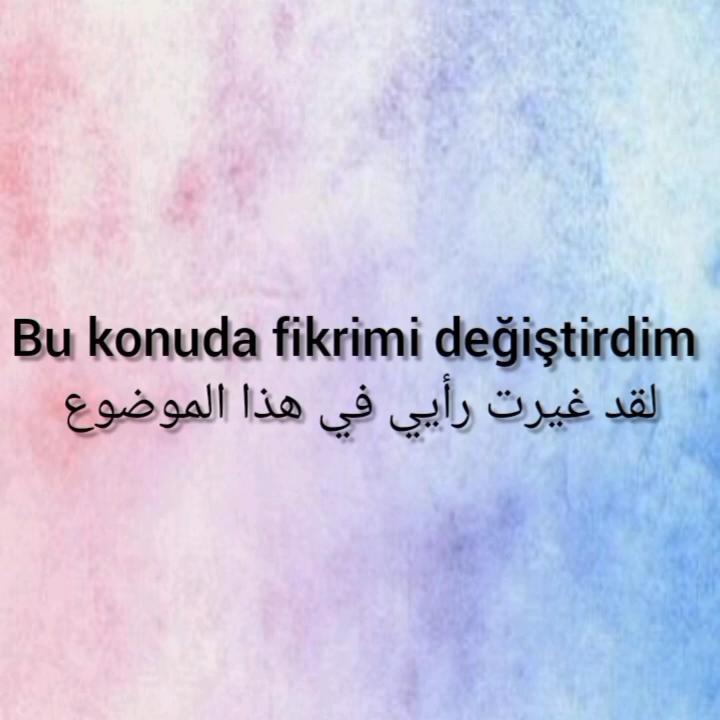 Bu konuda fikrimi değiştirdim
لقد غيرت رأيي في هذا الموضوع